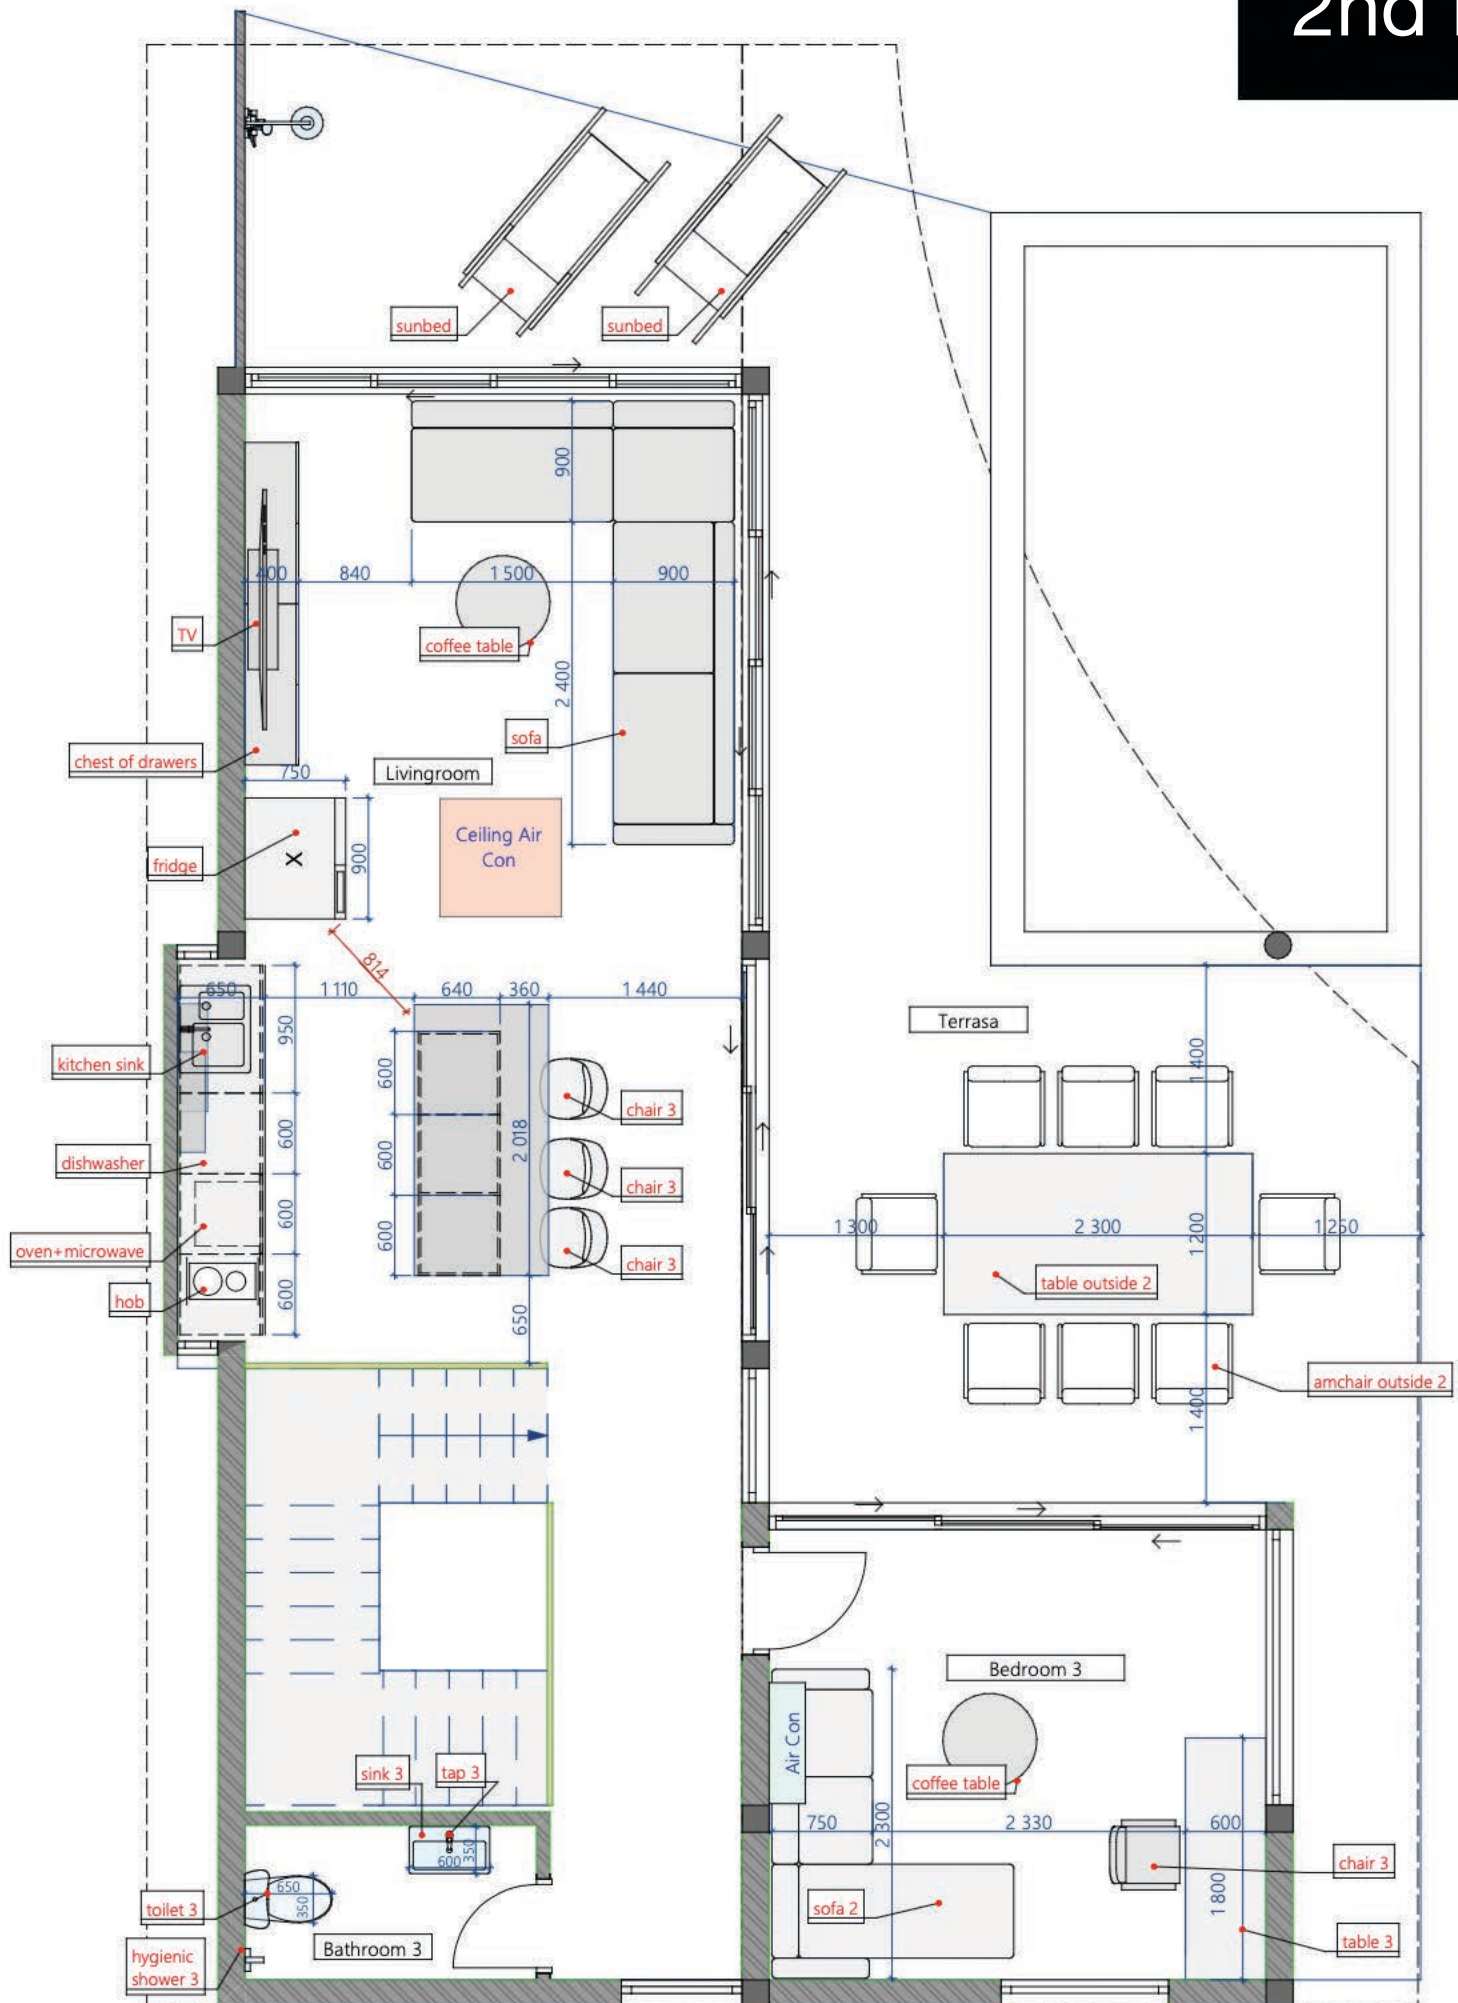 2nd
sunbed
sunbed
900
400
840
1 500
900
TV
coffee table
2 400
sofa
chest of drawers
750
Livingroom
Ceiling Air
Con
fridge
X
900
814
650
1 110
640
360
1 440
Terrasa
950
1 400
kitchen sink
600
chair 3
600
2 018
dishwasher
600
chair 3
600
1 300
2 300
1 200
1 250
oven+microwave
600
chair 3
table outside 2
hob
600
650
amchair outside 2
1 400
Bedroom 3
Air Con
sink 3
tap 3
coffee table
750
2 300
2 330
600
600
350
chair 3
650
350
toilet 3
sofa 2
1 800
Bathroom 3
table 3
hygienic
shower 3